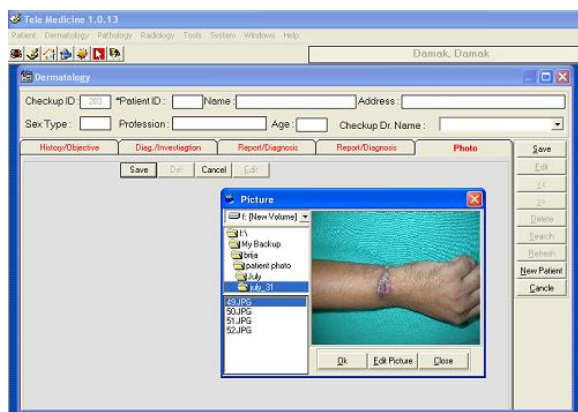 Tele Medicine 1.0.13
Patient Dermatology Pathology Radiology Tools System Windows Help
Damak, Damak
Dermatology
Checkup ID : 203 *Patient ID : Name : Address :
Sex Type : Profession : Age : Checkup Dr. Name :
History/Objective Diag./Investiagtion Report/Diagnosis Report/Diagnosis Photo
Save Del Cancel Edit
Save
Edit
<<
>>
Delete
Search
Refresh
New Patient
Cancle
Picture
f: [New Volume]
f:\
My Backup
brija
patient photo
July
july_31
49.JPG
50.JPG
51.JPG
52.JPG
Ok Edit Picture Close